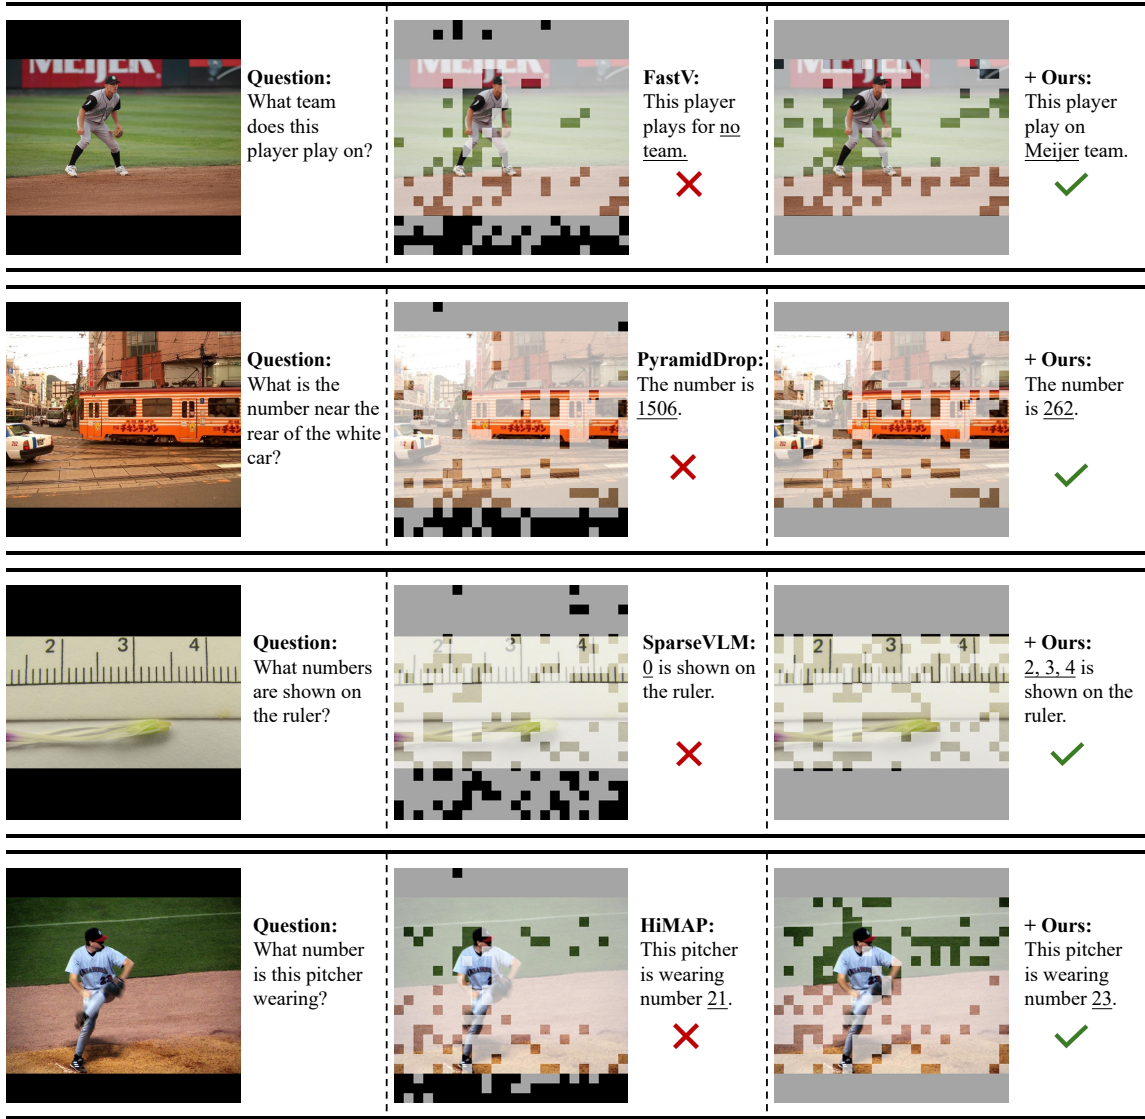 MEIJER
Question:
What team
does this
player play on?
MEIJER
FastV:
This player
plays for no
team.
+ Ours:
This player
play on
Meijer team.
Question:
What is the
number near the
rear of the white
car?
PyramidDrop:
The number is
1506.
+ Ours:
The number
is 262.
2 3 4
Question:
What numbers
are shown on
the ruler?
2 3 4
SparseVLM:
0 is shown on
the ruler.
2 3 4
+ Ours:
2, 3, 4 is
shown on the
ruler.
Question:
What number
is this pitcher
wearing?
HiMAP:
This pitcher
is wearing
number 21.
+ Ours:
This pitcher
is wearing
number 23.